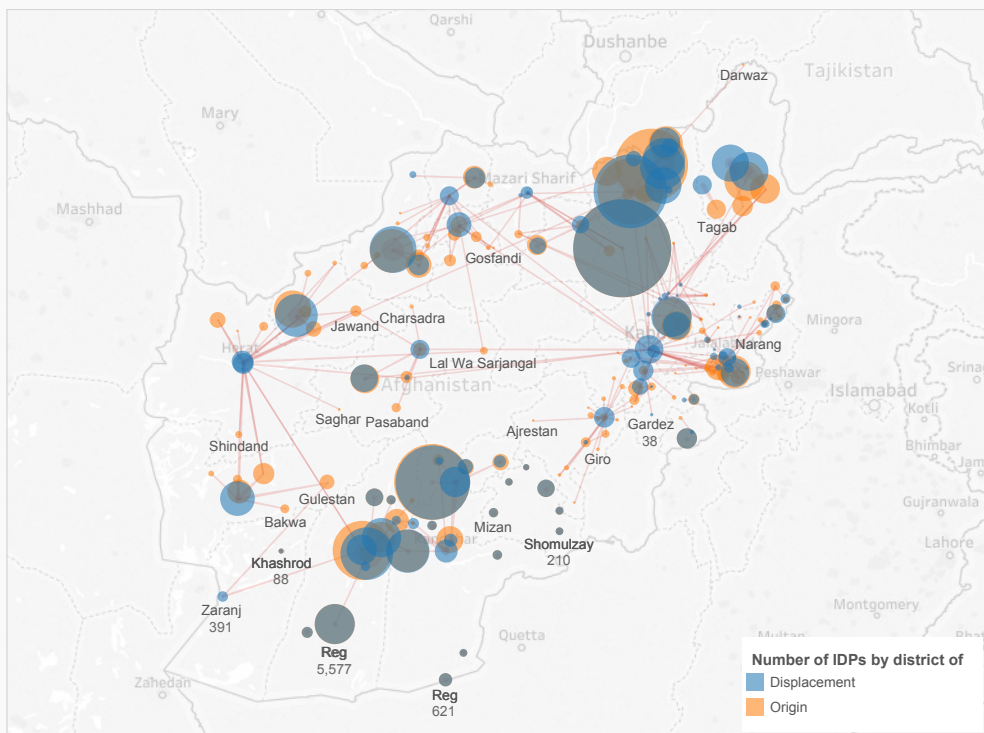 Qarshi
Dushanbe
Darwaz
Tajikistan
Mary
Mazari Sharif
Mashhad
Tagab
Gosfandi
Jawand
Charsadra
Mingora
Herat
Lal Wa Sarjangal
Narang
Peshawar
Afghanistan
Islamabad
Kotli
Saghar
Pasaband
Ajrestan
Gardez
38
Shindand
Giro
Bhimbar
Gulestan
Gujranwala
Bakwa
Mizan
Shomulzay
210
Lahore
Khashrod
88
Zaranj
391
Montgomery
Quetta
Reg
5,577
Zahedan
Reg
621
Number of IDPs by district of
Displacement
Origin